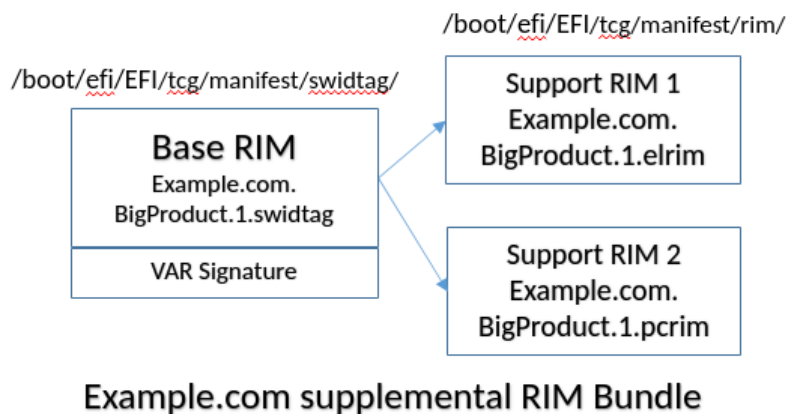 /boot/efi/EFI/tcg/manifest/rim/
/boot/efi/EFI/tcg/manifest/swidtag/
Base RIM
Example.com.
BigProduct.1.swidtag
VAR Signature
Support RIM 1
Example.com.
BigProduct.1.elrim
Support RIM 2
Example.com.
BigProduct.1.pcrim
Example.com supplemental RIM Bundle